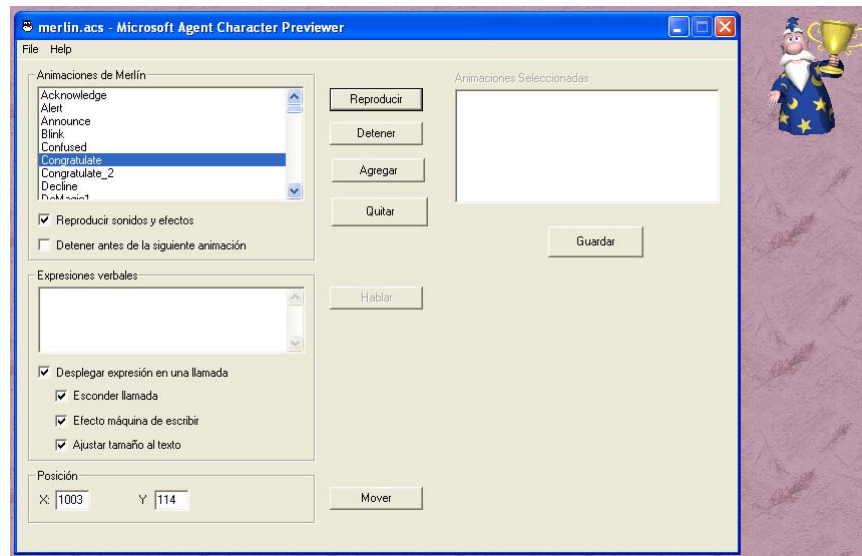 merlin.acs - Microsoft Agent Character Previewer
File Help
Animaciones de Merlín
Acknowledge
Alert
Announce
Blink
Confused
Congratulate
Congratulate_2
Decline
DoMagic1
Reproducir sonidos y efectos
Detener antes de la siguiente animación
Reproducir
Detener
Agregar
Quitar
Animaciones Seleccionadas
Guardar
Expresiones verbales
Hablar
Desplegar expresión en una llamada
Esconder llamada
Efecto máquina de escribir
Ajustar tamaño al texto
Posición
X: 1003 Y 114
Mover